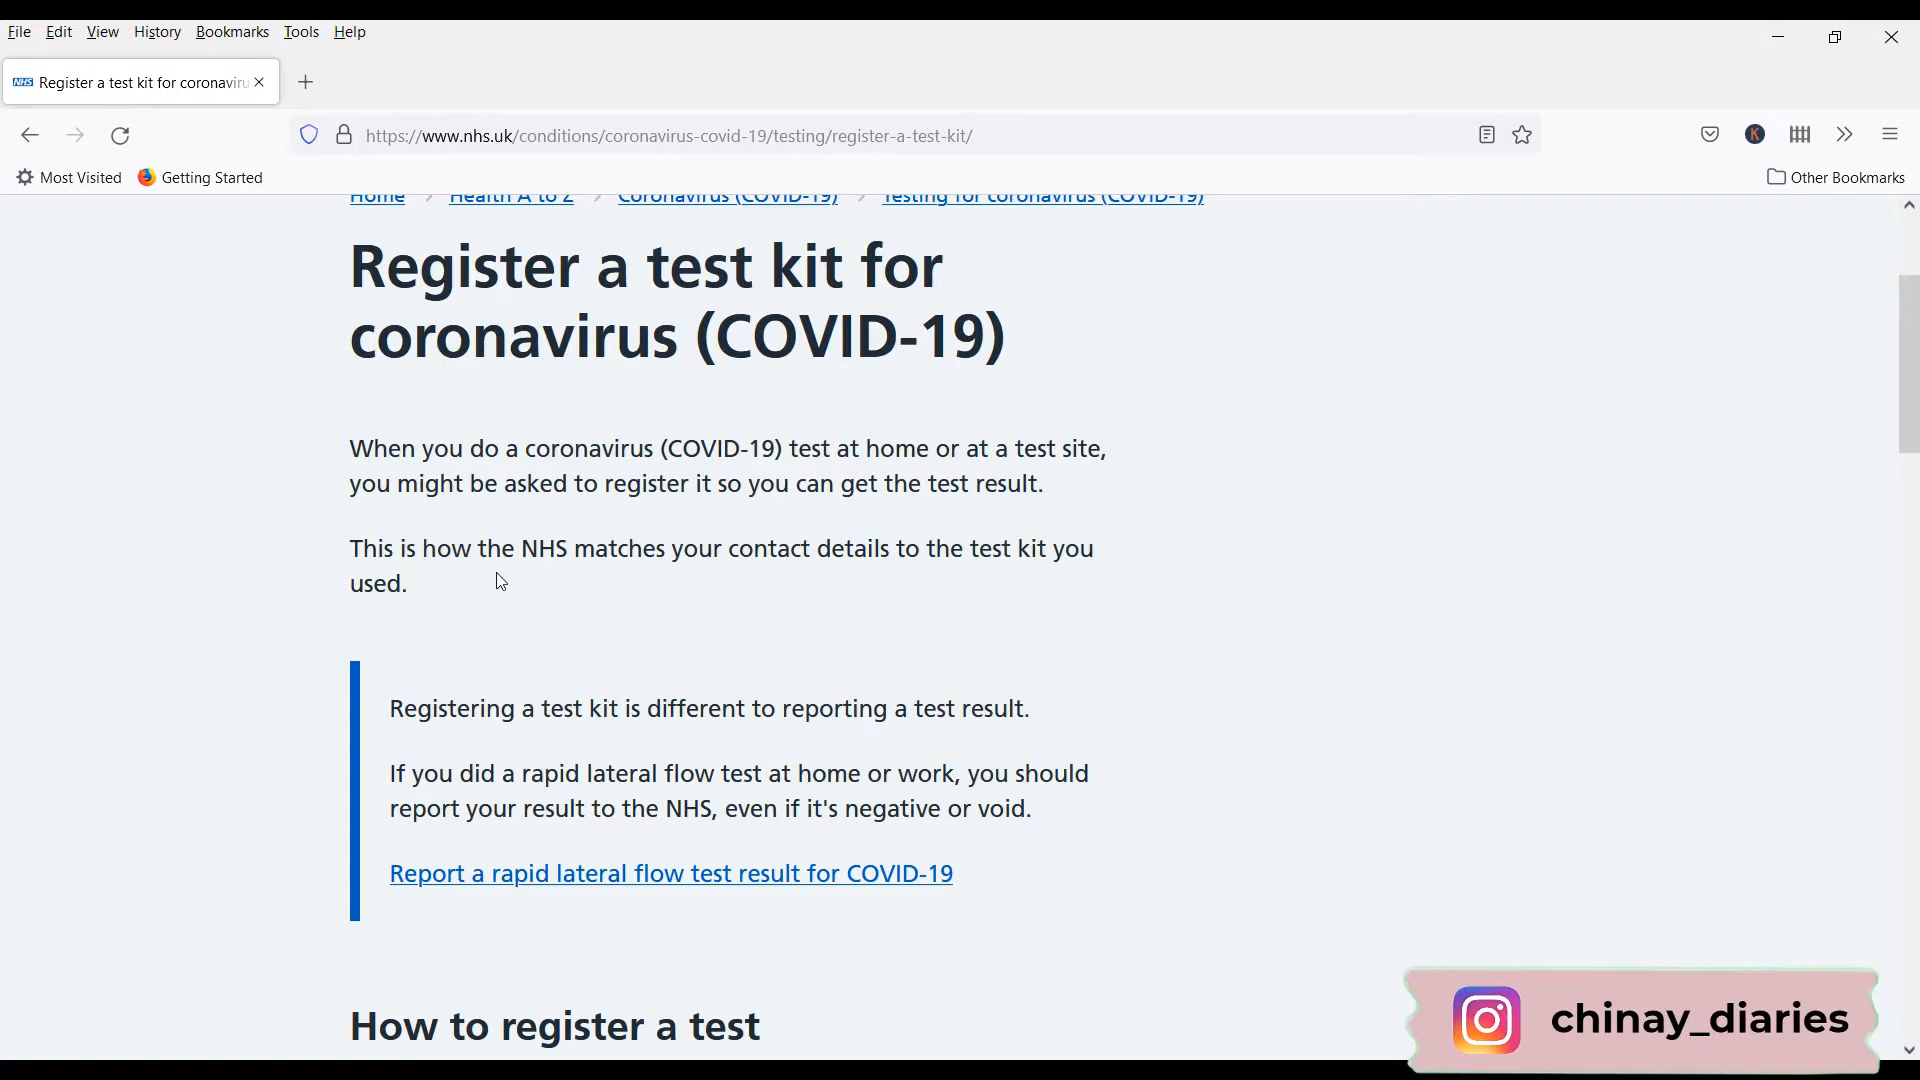 File Edit View History Bookmarks Tools Help
NHS Register a test kit for coronaviru
https://www.nhs.uk/conditions/coronavirus-covid-19/testing/register-a-test-kit/
K
Most Visited Getting Started Other Bookmarks
Home Health A to Z Coronavirus (COVID-19) Testing for coronavirus (COVID-19)
Register a test kit for
coronavirus (COVID-19)
When you do a coronavirus (COVID-19) test at home or at a test site,
you might be asked to register it so you can get the test result.
This is how the NHS matches your contact details to the test kit you
used.
Registering a test kit is different to reporting a test result.
If you did a rapid lateral flow test at home or work, you should
report your result to the NHS, even if it's negative or void.
Report a rapid lateral flow test result for COVID-19
How to register a test
chinay_diaries